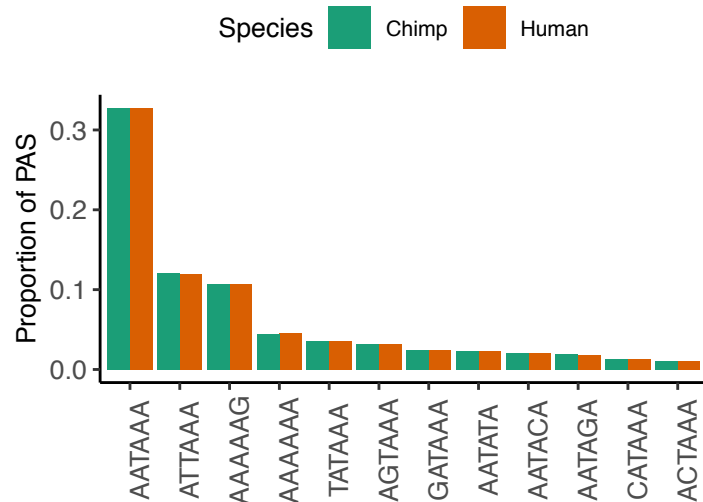 Species Chimp Human
Proportion of PAS
0.3
0.2
0.1
0.0
AATAAA
ATTAAA
AAAAAG
AAAAAA
TATAAA
AGTAAA
GATAAA
AATATA
AATACA
AATAGA
CATAAA
ACTAAA